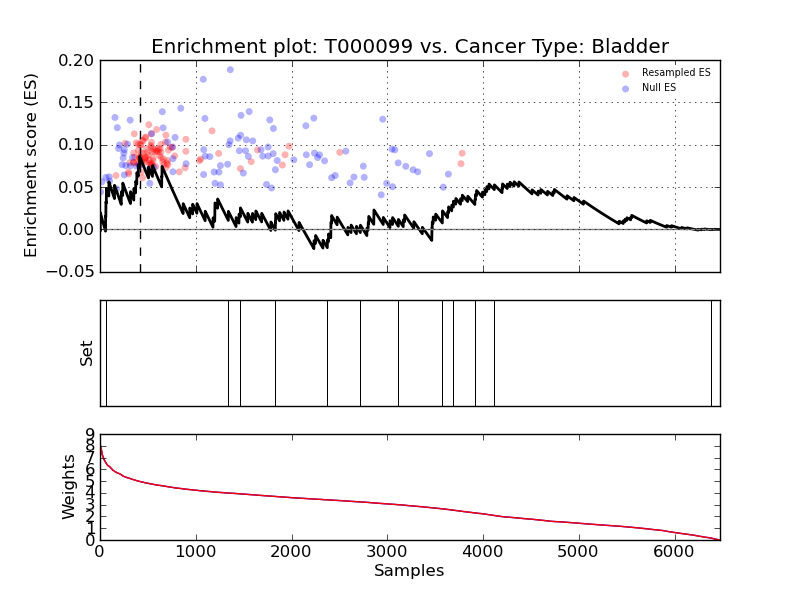 Enrichment plot: T000099 vs. Cancer Type: Bladder
Enrichment score (ES)
0.20
0.15
0.10
0.05
0.00
−0.05
Resampled ES
Null ES
Set
Weights
9
8
7
6
5
4
3
2
1
0
0 1000 2000 3000 4000 5000 6000
Samples